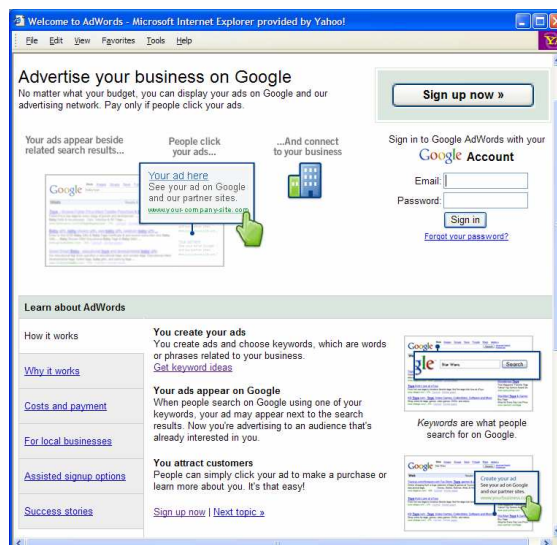 Welcome to AdWords - Microsoft Internet Explorer provided by Yahoo!
File Edit View Favorites Tools Help
Advertise your business on Google
No matter what your budget, you can display your ads on Google and our
advertising network. Pay only if people click your ads.
Sign up now »
Your ads appear beside
related search results...
People click
your ads...
...And connect
to your business
Google
Your ad here
See your ad on Google
and our partner sites.
www.your-company-site.com
Sign in to Google AdWords with your
Google Account
Email:
Password:
Sign in
Forgot your password?
Learn about AdWords
How it works
Why it works
Costs and payment
For local businesses
Assisted signup options
Success stories
You create your ads
You create ads and choose keywords, which are words
or phrases related to your business.
Get keyword ideas
Your ads appear on Google
When people search on Google using one of your
keywords, your ad may appear next to the search
results. Now you're advertising to an audience that's
already interested in you.
You attract customers
People can simply click your ad to make a purchase or
learn more about you. It's that easy!
Sign up now | Next topic »
Google
gle
Search
Keywords are what people
search for on Google.
Google
Create your ad
See your ad on Google
and our partner sites.